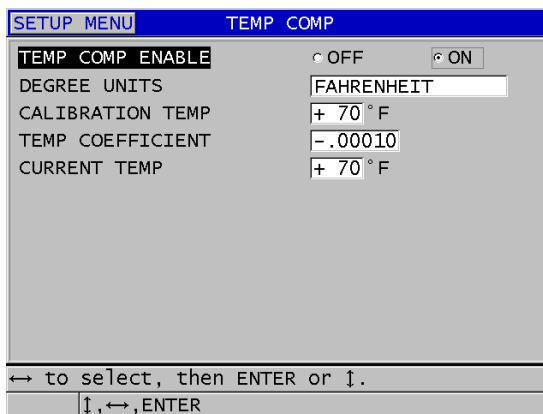 SETUP MENU TEMP COMP
TEMP COMP ENABLE OFF ON
DEGREE UNITS FAHRENHEIT
CALIBRATION TEMP + 70 °F
TEMP COEFFICIENT -.00010
CURRENT TEMP + 70 °F
↔ to select, then ENTER or ↕.
↕,↔,ENTER